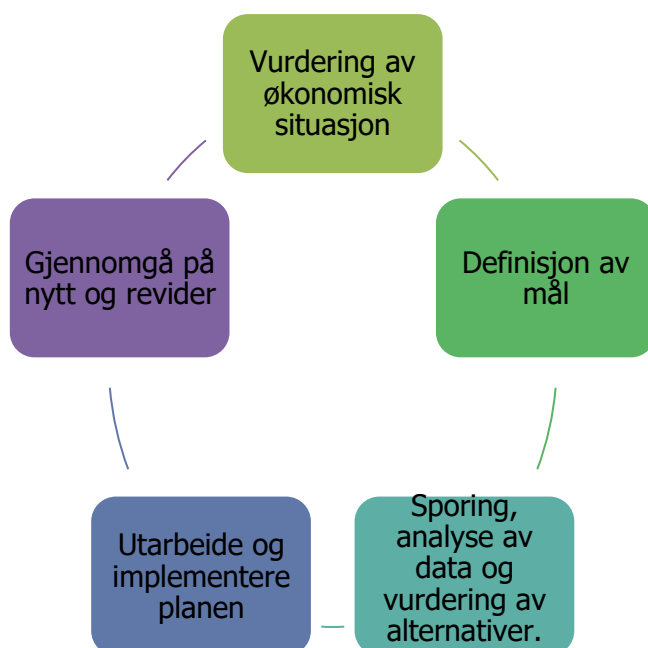 Vurdering av
økonomisk
situasjon
Definisjon av
mål
Sporing,
analyse av
data og
vurdering av
alternativer.
Utarbeide og
implementere
planen
Gjennomgå på
nytt og revider